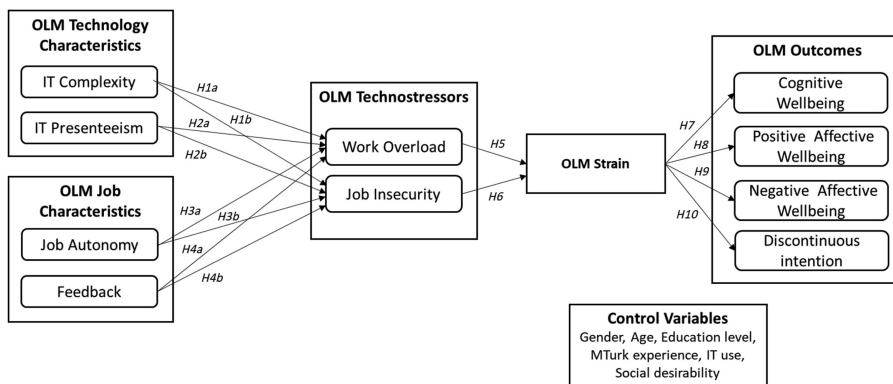 OLM Technology
Characteristics
IT Complexity
IT Presenteeism
OLM Job
Characteristics
Job Autonomy
Feedback
H1a
H1b
H2a
H2b
H3a
H3b
H4a
H4b
OLM Technostressors
Work Overload
Job Insecurity
H5
H6
OLM Strain
H7
H8
H9
H10
OLM Outcomes
Cognitive
Wellbeing
Positive Affective
Wellbeing
Negative Affective
Wellbeing
Discontinuous
intention
Control Variables
Gender, Age, Education level,
MTurk experience, IT use,
Social desirability